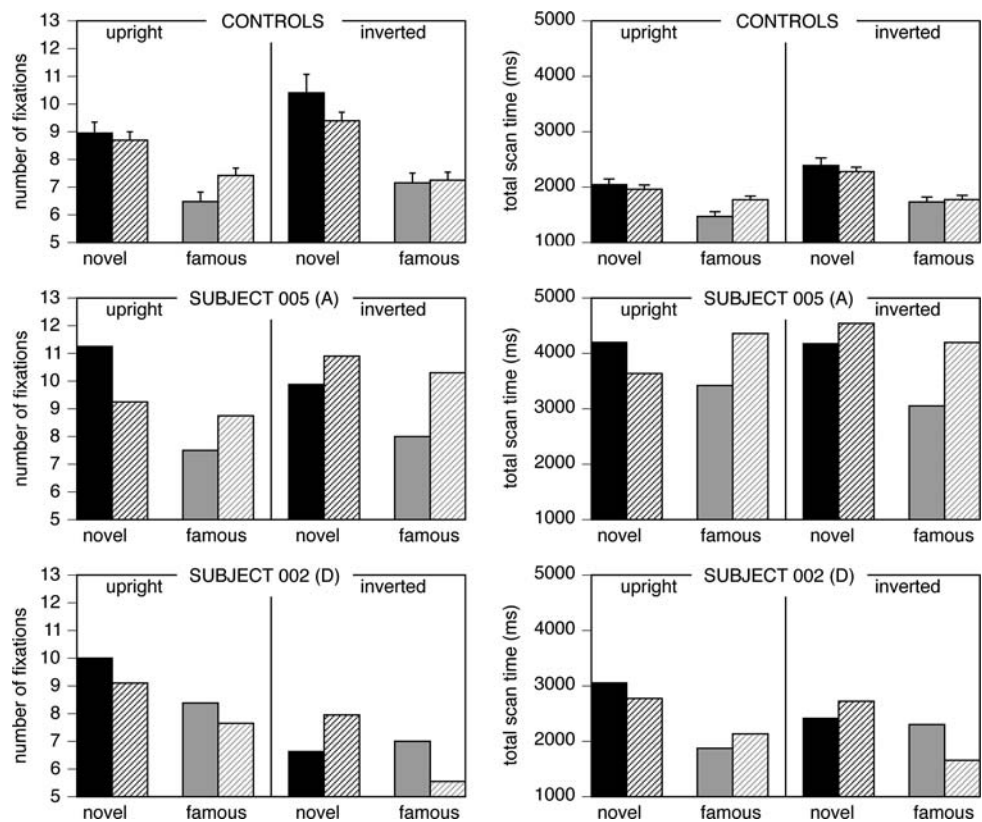 CONTROLS
upright inverted
number of fixations
13
12
11
10
9
8
7
6
5
novel famous novel famous
CONTROLS
upright inverted
total scan time (ms)
5000
4000
3000
2000
1000
novel famous novel famous
SUBJECT 005 (A)
upright inverted
number of fixations
13
12
11
10
9
8
7
6
5
novel famous novel famous
SUBJECT 005 (A)
upright inverted
total scan time (ms)
5000
4000
3000
2000
1000
novel famous novel famous
SUBJECT 002 (D)
upright inverted
number of fixations
13
12
11
10
9
8
7
6
5
novel famous novel famous
SUBJECT 002 (D)
upright inverted
total scan time (ms)
5000
4000
3000
2000
1000
novel famous novel famous